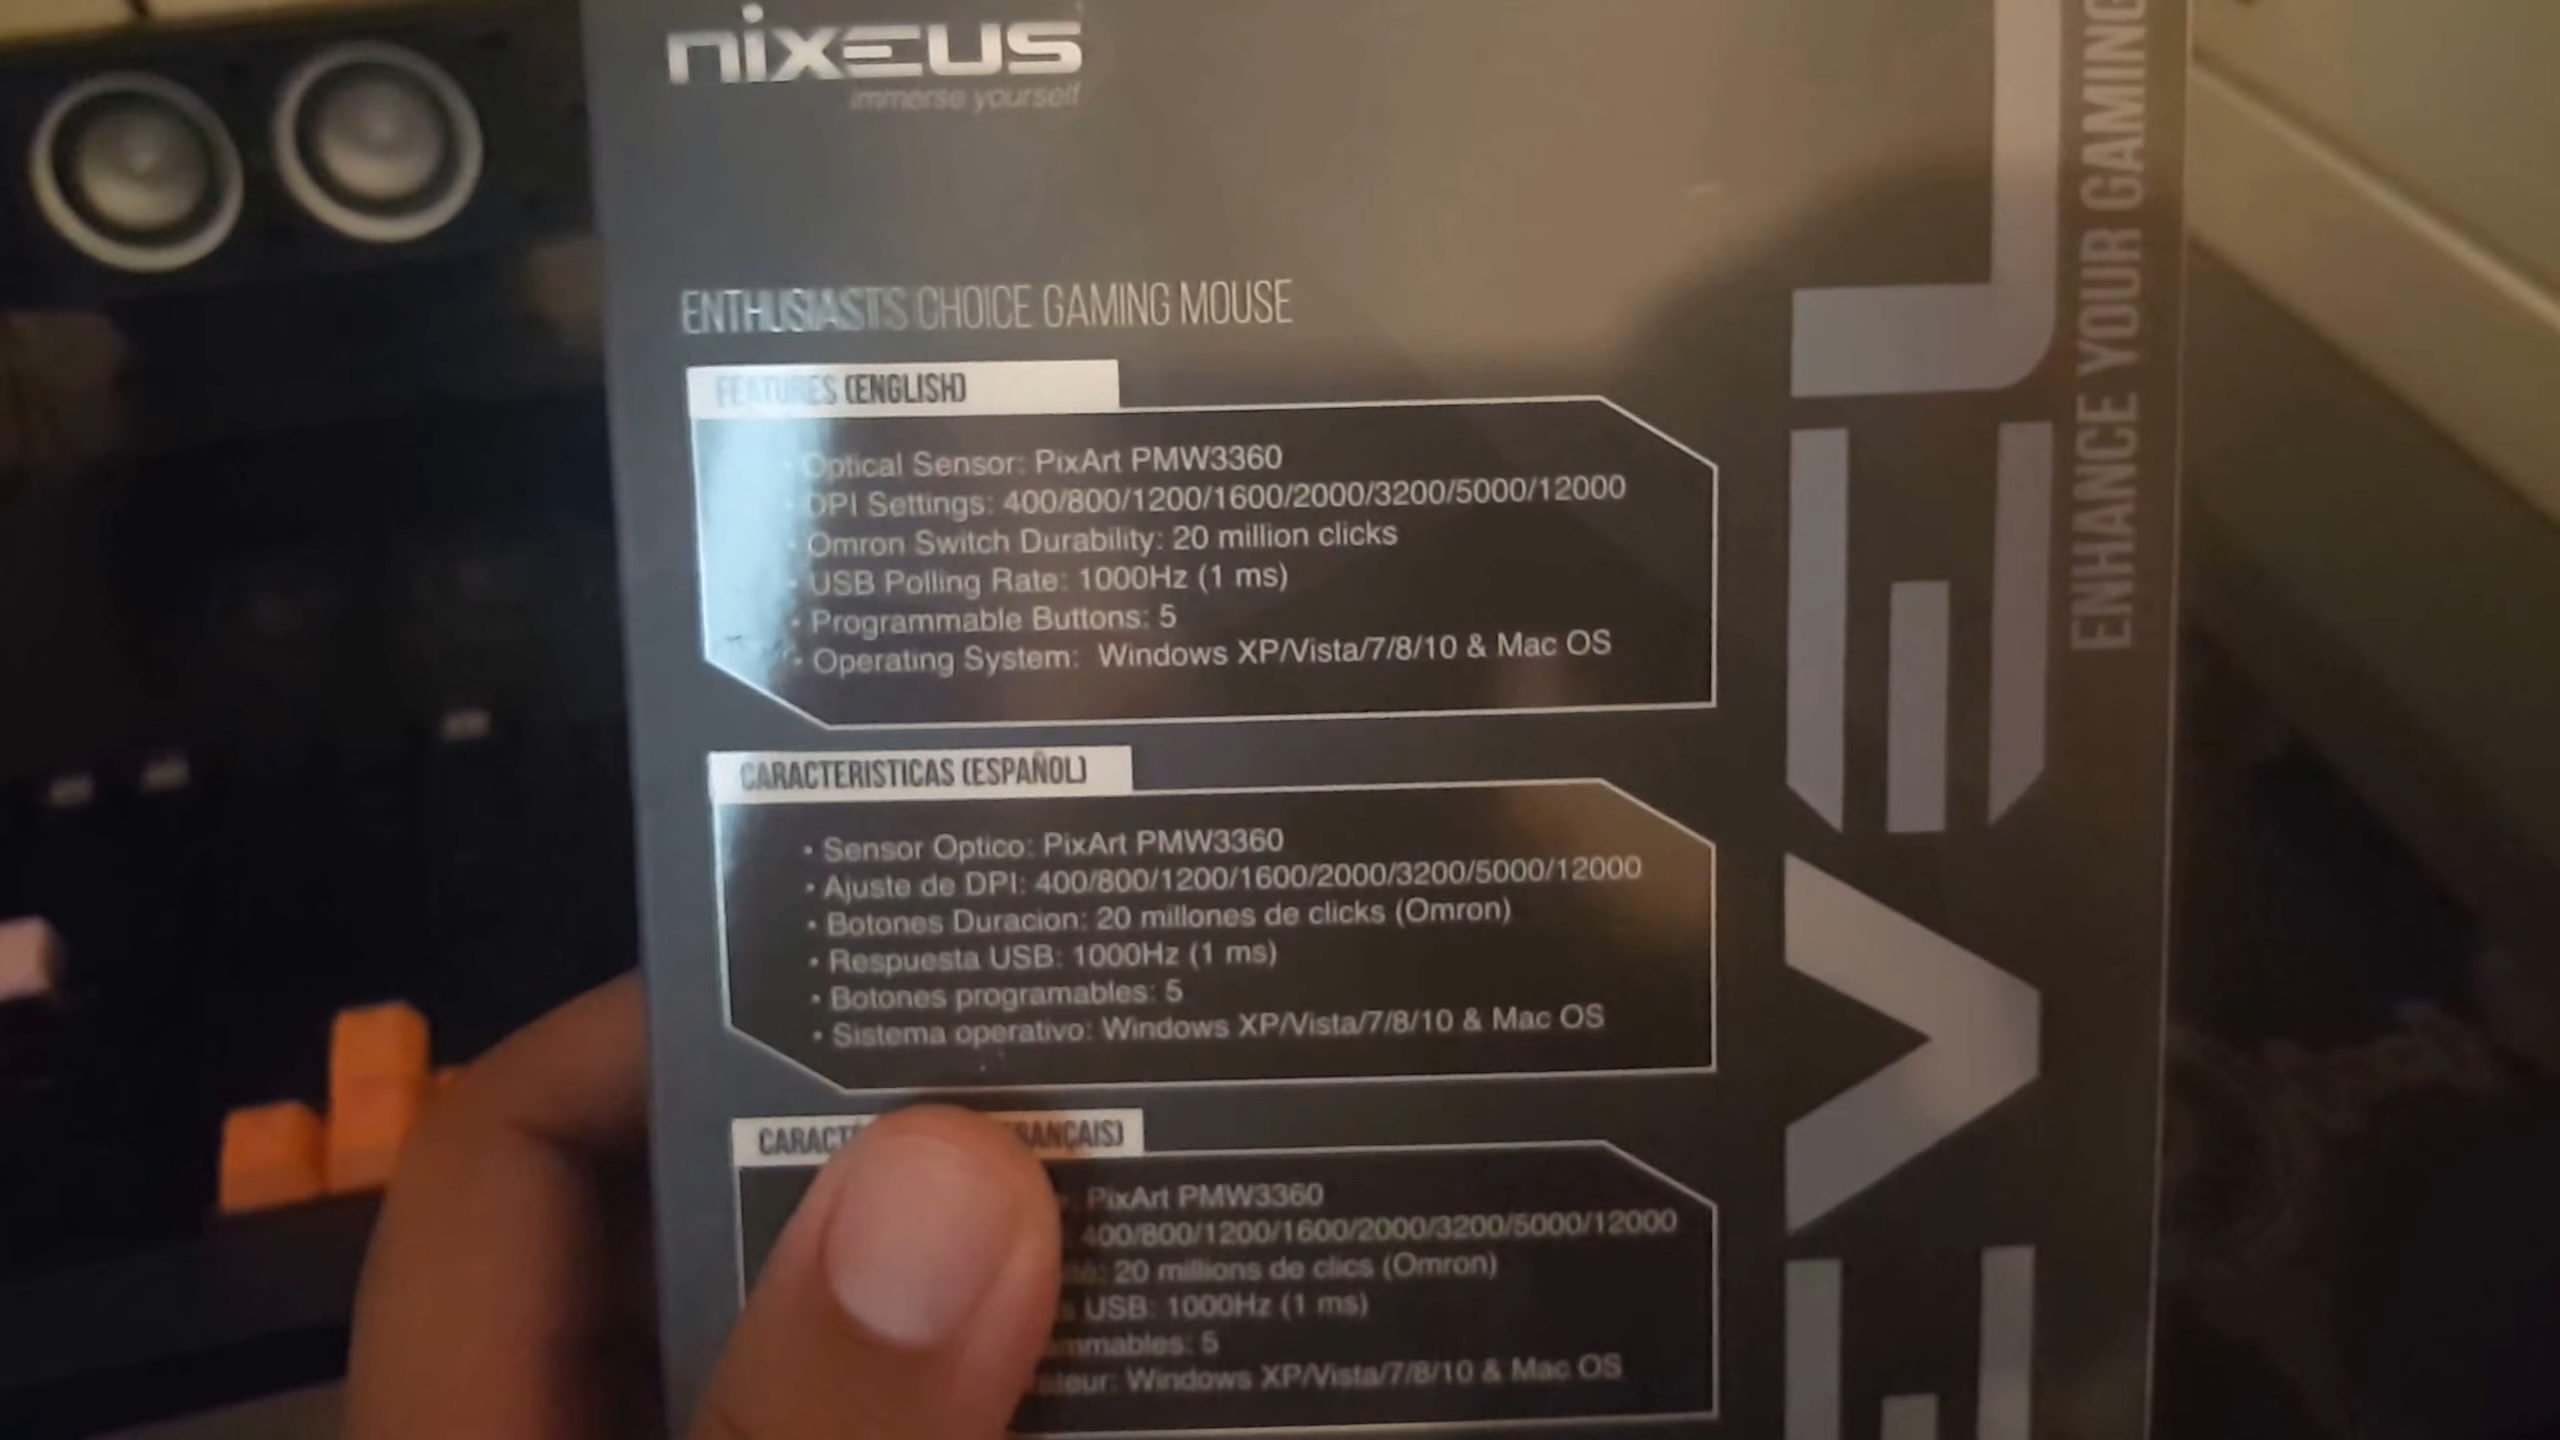 nixeus
immerse yourself
ENTHUSIASTS CHOICE GAMING MOUSE
FEATURES (ENGLISH)
• Optical Sensor: PixArt PMW3360
• DPI Settings: 400/800/1200/1600/2000/3200/5000/12000
• Omron Switch Durability: 20 million clicks
• USB Polling Rate: 1000Hz (1 ms)
• Programmable Buttons: 5
• Operating System: Windows XP/Vista/7/8/10 & Mac OS
CARACTERISTICAS (ESPAÑOL)
• Sensor Optico: PixArt PMW3360
• Ajuste de DPI: 400/800/1200/1600/2000/3200/5000/12000
• Botones Duracion: 20 millones de clicks (Omron)
• Respuesta USB: 1000Hz (1 ms)
• Botones programables: 5
• Sistema operativo: Windows XP/Vista/7/8/10 & Mac OS
PixArt PMW3360
400/800/1200/1600/2000/3200/5000/12000
20 millions de clics (Omron)
USB: 1000Hz (1 ms)
5
Windows XP/Vista/7/8/10 & Mac OS
ENHANCE YOUR GAMING